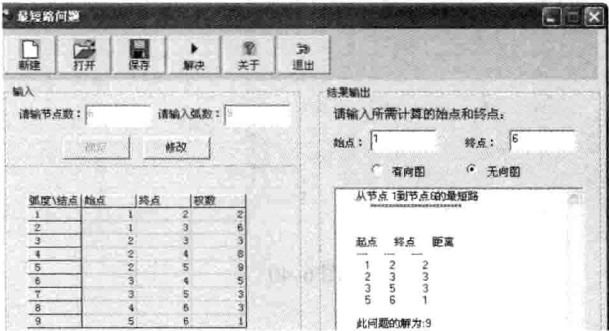 最短路问题
新建 打开 保存 解决 关于 退出
输入
请输节点数: 6 请输入弧数: 9
确定 修改
弧度\结点 始点 终点 权数
1 1 2 2
2 1 3 6
3 2 3 3
4 2 4 8
5 2 5 9
6 3 4 5
7 3 5 3
8 4 6 3
9 5 6 1
结果输出
请输入所需计算的始点和终点:
始点: 1 终点: 6
有向图 无向图
从节点 1到节点6的最短路
*************************
起点 终点 距离
---- ---- ----
1 2 2
2 3 3
3 5 3
5 6 1
此问题的解为:9